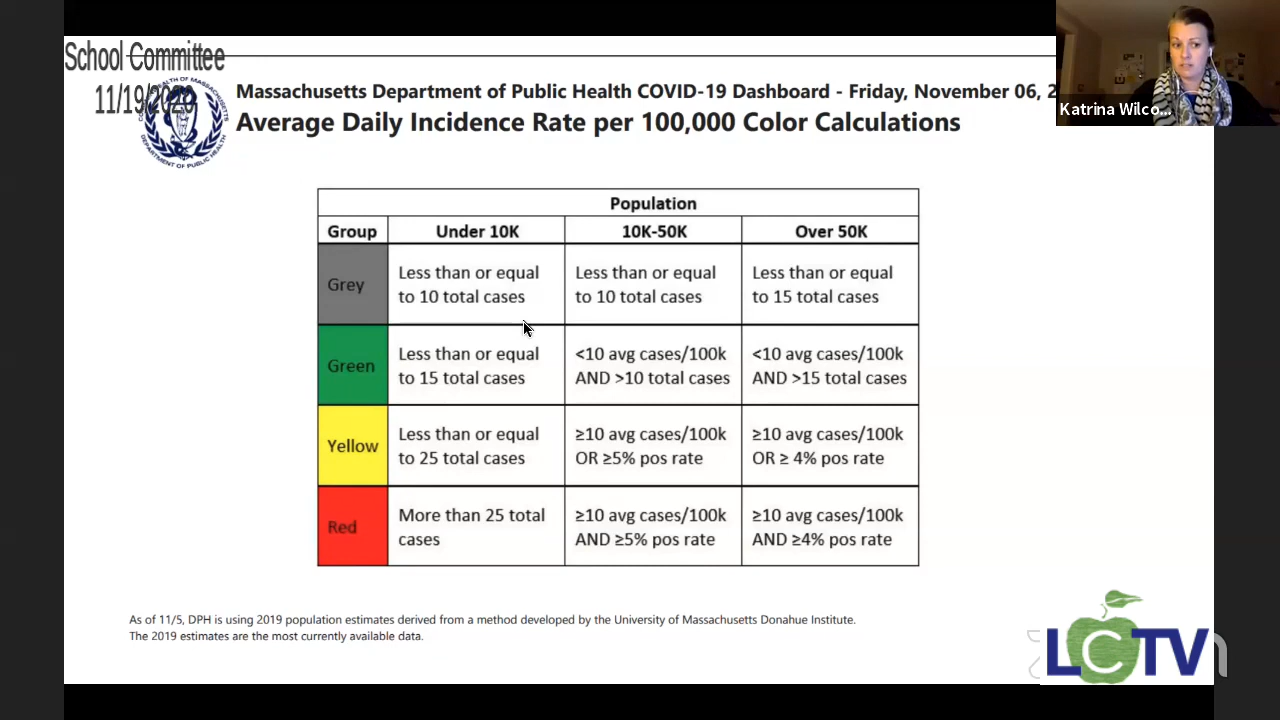 School Committee
11/19/2020
Massachusetts Department of Public Health COVID-19 Dashboard - Friday, November 06, 2
Average Daily Incidence Rate per 100,000 Color Calculations
Katrina Wilco...
Population
Group Under 10K 10K-50K Over 50K
Grey Less than or equal to 10 total cases Less than or equal to 10 total cases Less than or equal to 15 total cases
Green Less than or equal to 15 total cases <10 avg cases/100k AND >10 total cases <10 avg cases/100k AND >15 total cases
Yellow Less than or equal to 25 total cases ≥10 avg cases/100k OR ≥5% pos rate ≥10 avg cases/100k OR ≥ 4% pos rate
Red More than 25 total cases ≥10 avg cases/100k AND ≥5% pos rate ≥10 avg cases/100k AND ≥4% pos rate
As of 11/5, DPH is using 2019 population estimates derived from a method developed by the University of Massachusetts Donahue Institute.
The 2019 estimates are the most currently available data.
LCTV